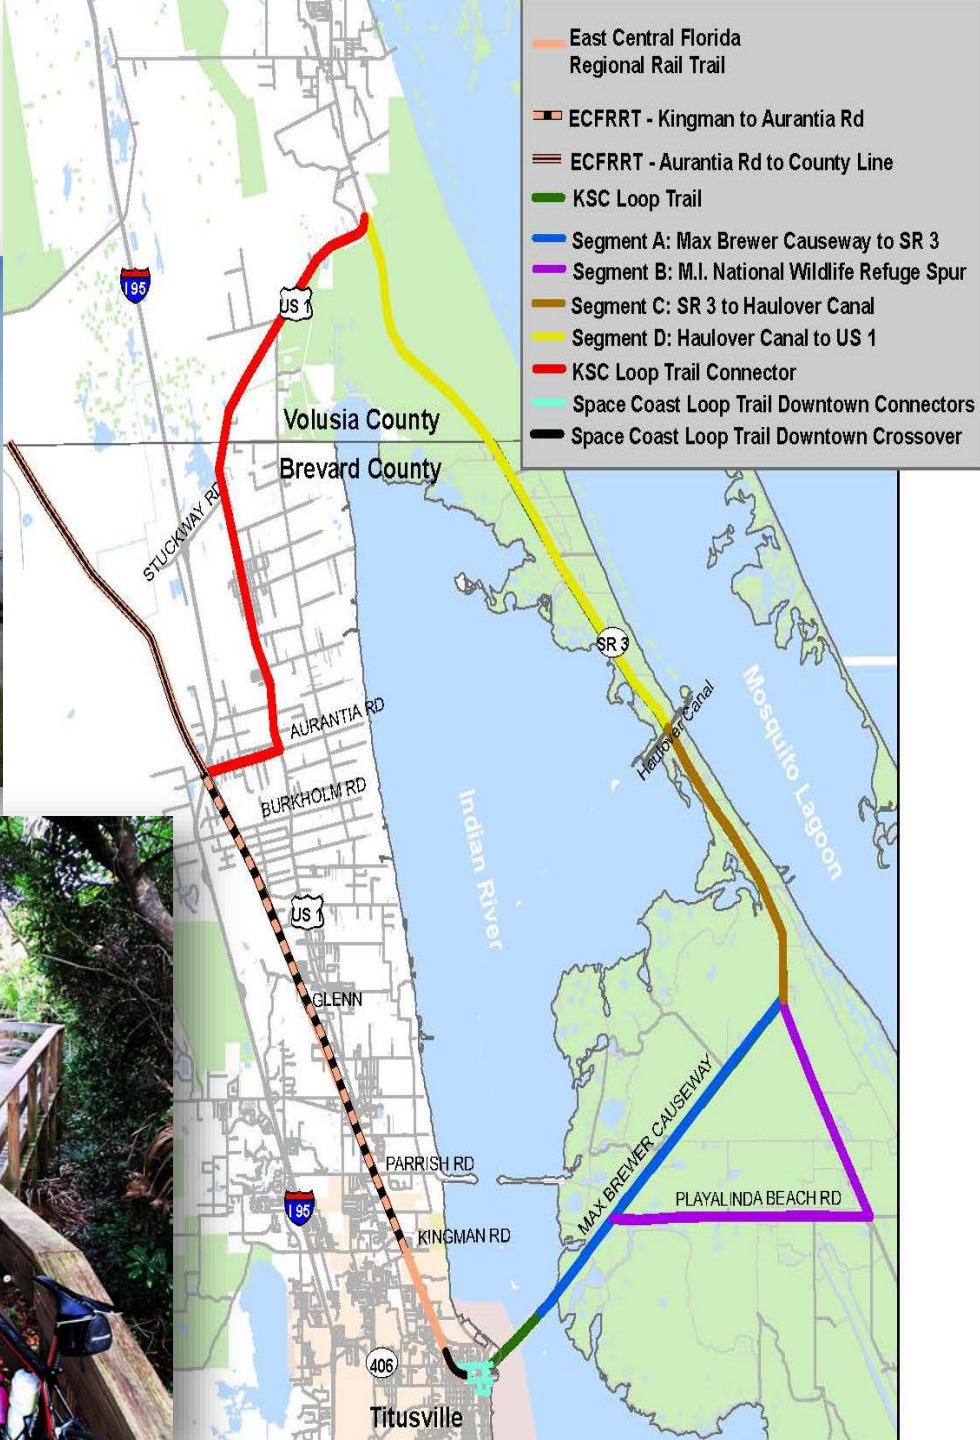 East Central Florida
Regional Rail Trail
ECFRRT - Kingman to Aurantia Rd
ECFRRT - Aurantia Rd to County Line
KSC Loop Trail
Segment A: Max Brewer Causeway to SR 3
Segment B: M.I. National Wildlife Refuge Spur
Segment C: SR 3 to Haulover Canal
Segment D: Haulover Canal to US 1
KSC Loop Trail Connector
Space Coast Loop Trail Downtown Connectors
Space Coast Loop Trail Downtown Crossover
I 95
US 1
Volusia County
Brevard County
STUCKWAY RD
SR 3
Haulover Canal
Mosquito Lagoon
AURANTIA RD
BURKHOLM RD
Indian River
US 1
GLENN
MAX BREWER CAUSEWAY
PARRISH RD
PLAYALINDA BEACH RD
I 95
KINGMAN RD
406
Titusville